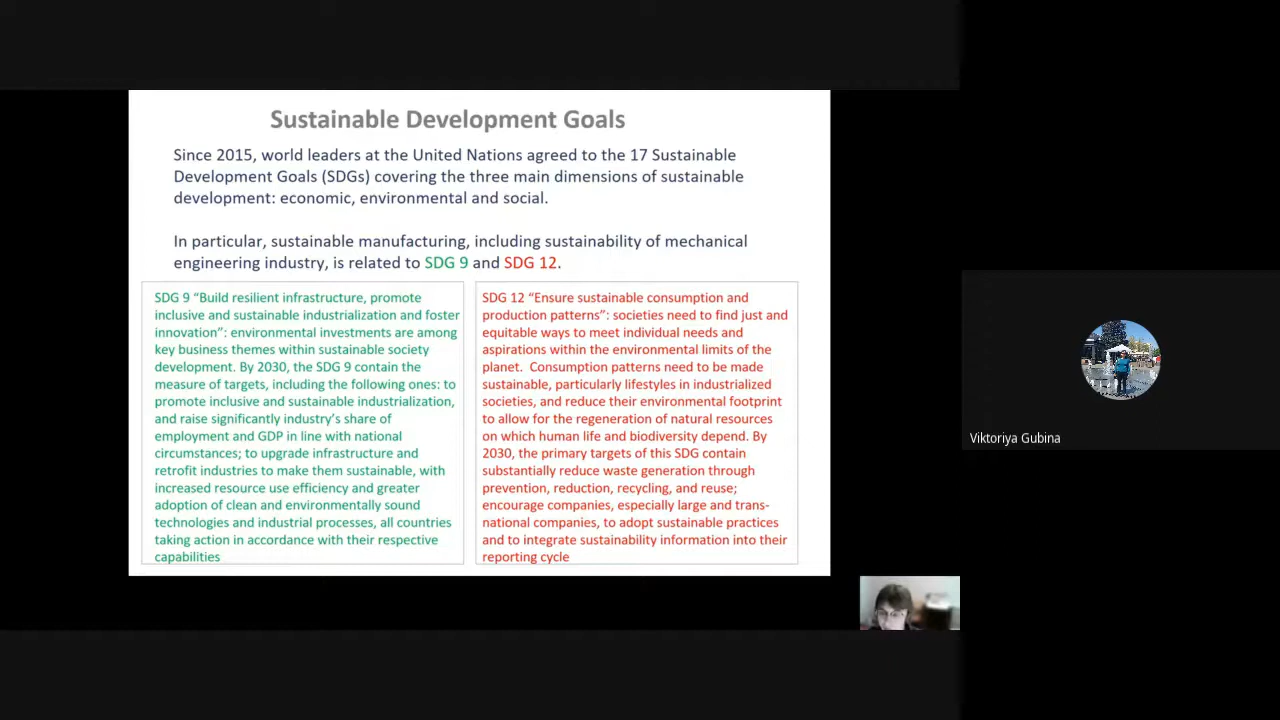 Sustainable Development Goals
Since 2015, world leaders at the United Nations agreed to the 17 Sustainable
Development Goals (SDGs) covering the three main dimensions of sustainable
development: economic, environmental and social.
In particular, sustainable manufacturing, including sustainability of mechanical
engineering industry, is related to SDG 9 and SDG 12.
SDG 9 “Build resilient infrastructure, promote
inclusive and sustainable industrialization and foster
innovation”: environmental investments are among
key business themes within sustainable society
development. By 2030, the SDG 9 contain the
measure of targets, including the following ones: to
promote inclusive and sustainable industrialization,
and raise significantly industry’s share of
employment and GDP in line with national
circumstances; to upgrade infrastructure and
retrofit industries to make them sustainable, with
increased resource use efficiency and greater
adoption of clean and environmentally sound
technologies and industrial processes, all countries
taking action in accordance with their respective
capabilities
SDG 12 “Ensure sustainable consumption and
production patterns”: societies need to find just and
equitable ways to meet individual needs and
aspirations within the environmental limits of the
planet.  Consumption patterns need to be made
sustainable, particularly lifestyles in industrialized
societies, and reduce their environmental footprint
to allow for the regeneration of natural resources
on which human life and biodiversity depend. By
2030, the primary targets of this SDG contain
substantially reduce waste generation through
prevention, reduction, recycling, and reuse;
encourage companies, especially large and trans-
national companies, to adopt sustainable practices
and to integrate sustainability information into their
reporting cycle
Viktoriya Gubina